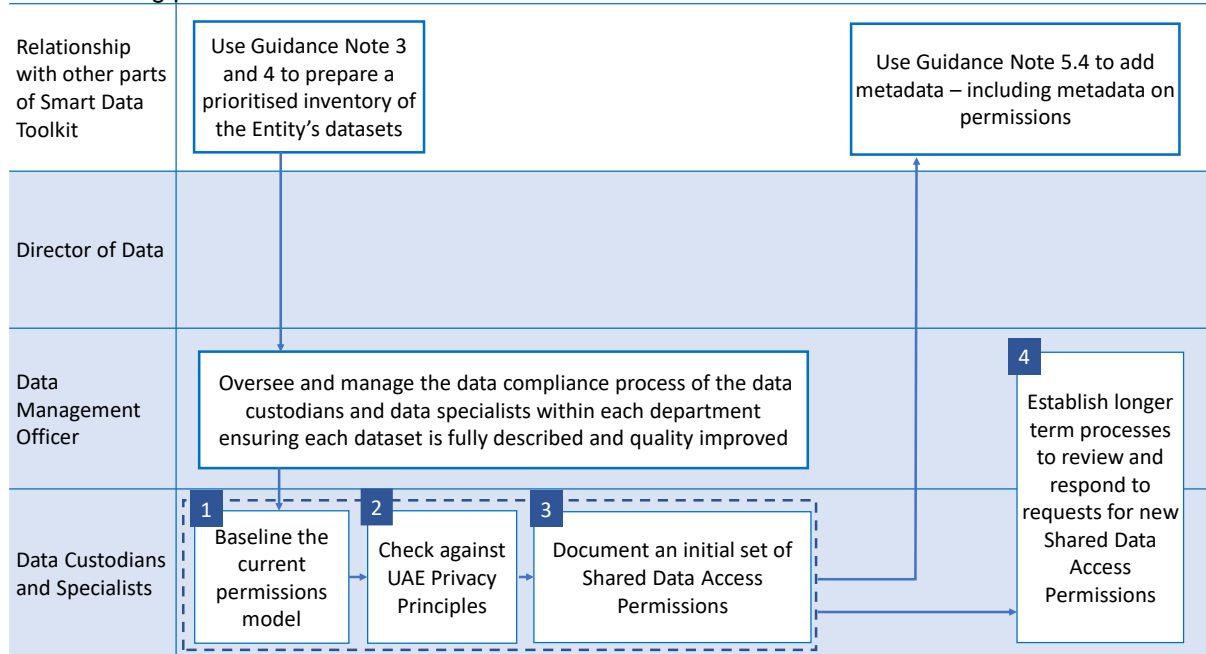 Relationship
with other parts
of Smart Data
Toolkit
Use Guidance Note 3
and 4 to prepare a
prioritised inventory of
the Entity's datasets
Use Guidance Note 5.4 to add
metadata – including metadata on
permissions
Director of Data
Data
Management
Officer
Oversee and manage the data compliance process of the data
custodians and data specialists within each department
ensuring each dataset is fully described and quality improved
4
Establish longer
term processes
to review and
respond to
requests for new
Shared Data
Access
Permissions
Data Custodians
and Specialists
1
Baseline the
current
permissions
model
2
Check against
UAE Privacy
Principles
3
Document an initial set of
Shared Data Access
Permissions